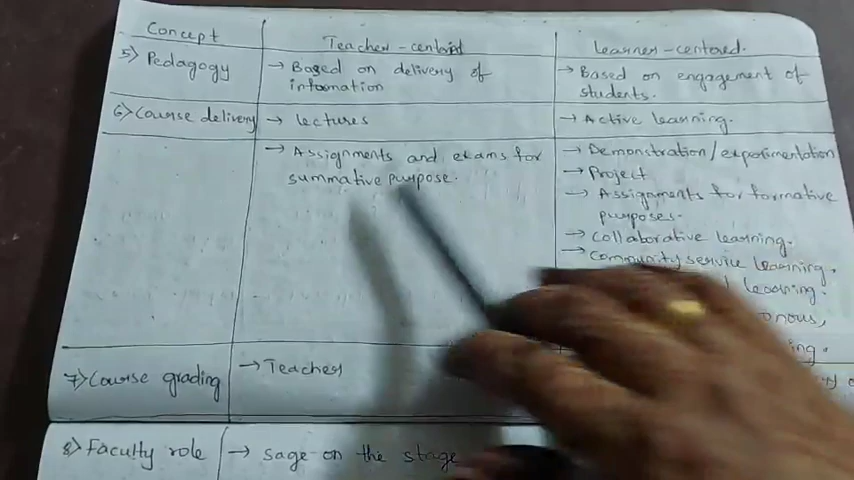 Concept
Teacher-centered
Learner-centered.
5) Pedagogy
→ Based on delivery of
information
→ Based on engagement of
students.
6) Course delivery
→ lectures
→ Active learning.
→ Assignments and exams for
summative purpose.
→ Demonstration/experimentation
→ Project
→ Assignments for formative
purposes.
→ collaborative learning.
→ community service learning.
learning.
7) Course grading
→ Teacher
8) Faculty role
→ sage on the stage